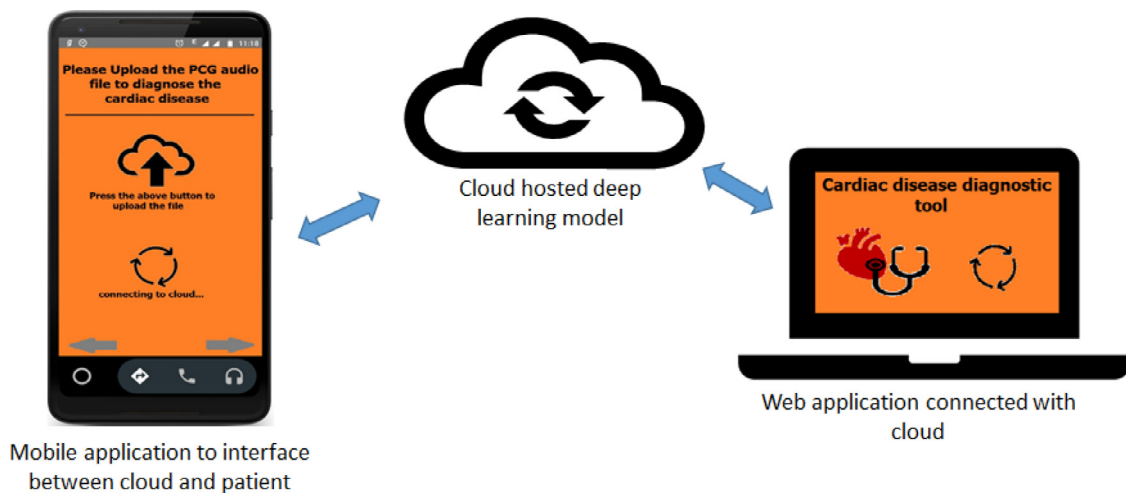 11:18
Please Upload the PCG audio
file to diagnose the
cardiac disease
Press the above button to
upload the file
connecting to cloud...
Mobile application to interface
between cloud and patient
Cloud hosted deep
learning model
Cardiac disease diagnostic
tool
Web application connected with
cloud